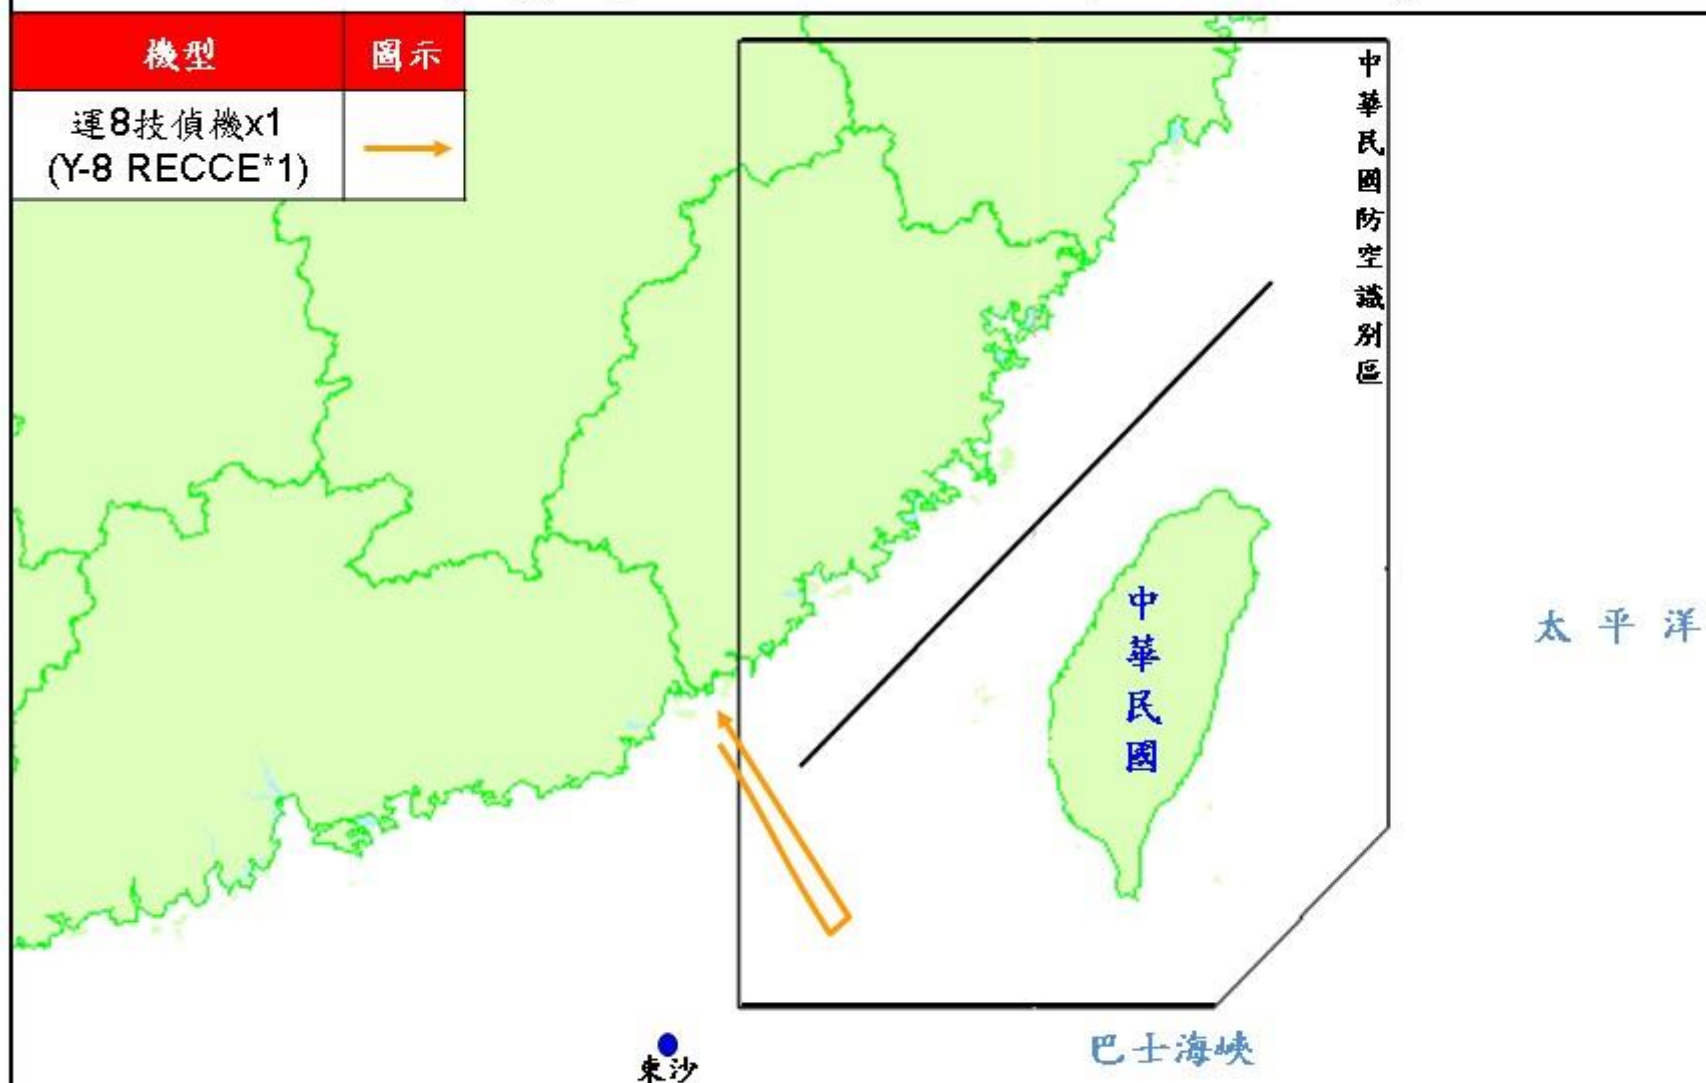 機型
圖示
運8技偵機x1
(Y-8 RECCE*1)
中華民國防空識別區
中華民國
太平洋
巴士海峽
東沙